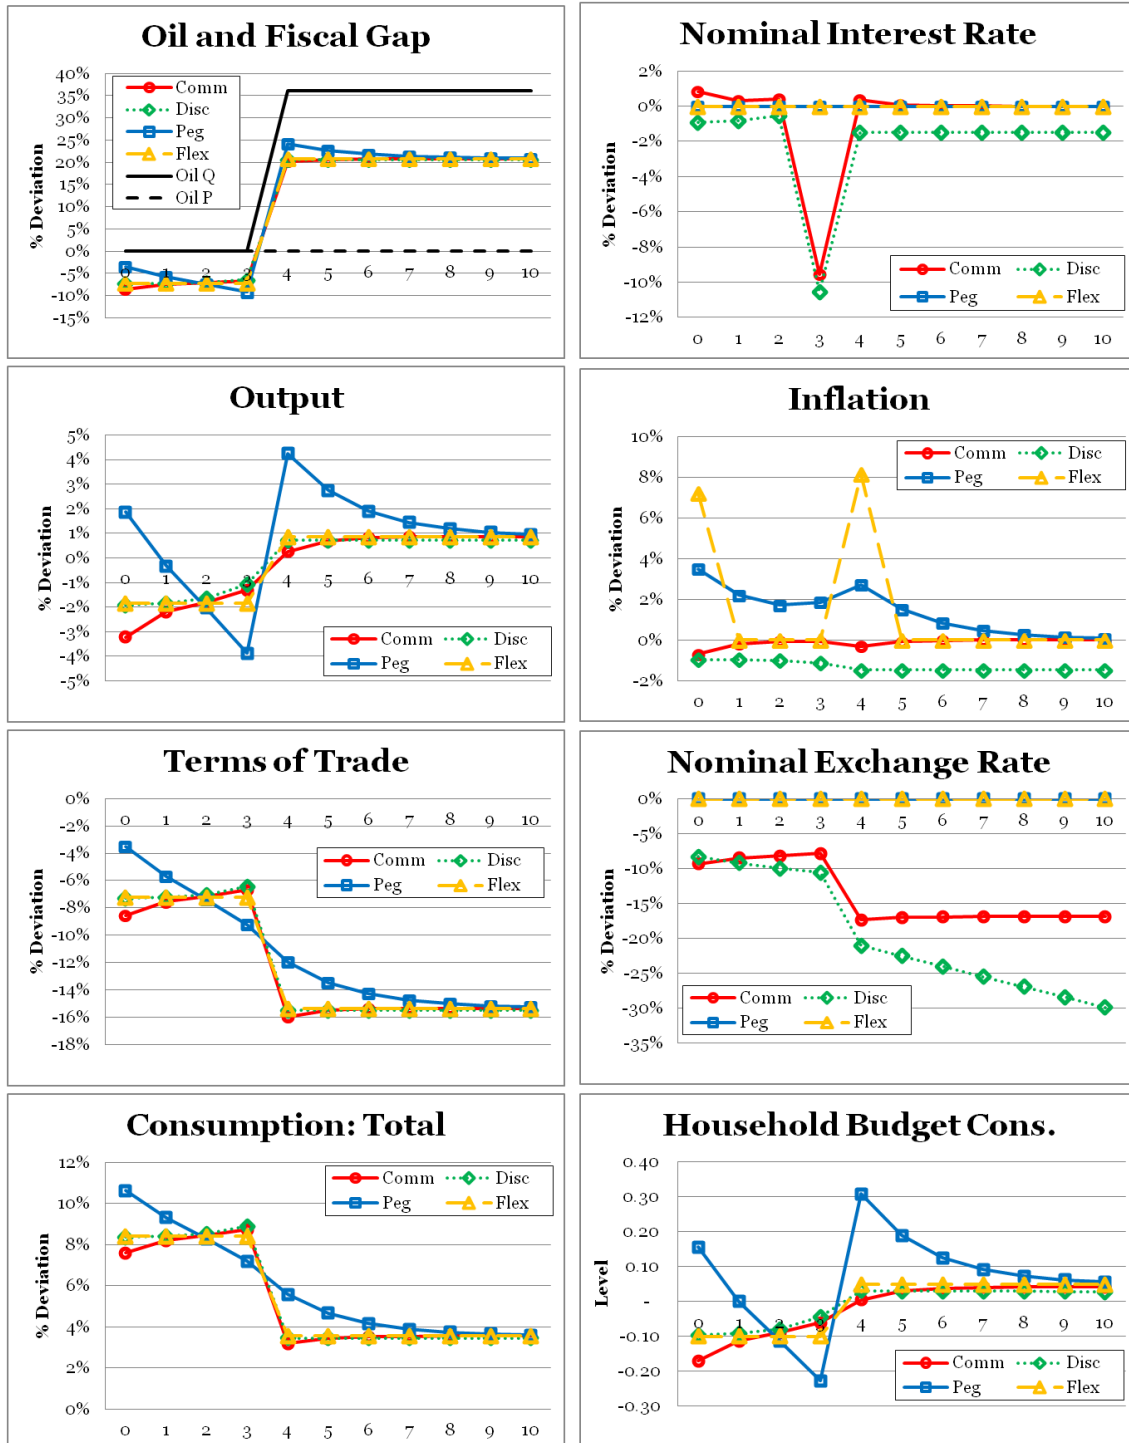 Oil and Fiscal Gap
% Deviation
40%
35%
30%
25%
20%
15%
10%
5%
0%
-5%
-10%
-15%
Comm
Disc
Peg
Flex
Oil Q
Oil P
0 1 2 3 4 5 6 7 8 9 10
Nominal Interest Rate
% Deviation
2%
0%
-2%
-4%
-6%
-8%
-10%
-12%
Comm Disc
Peg Flex
0 1 2 3 4 5 6 7 8 9 10
Output
% Deviation
5%
4%
3%
2%
1%
0%
-1%
-2%
-3%
-4%
-5%
0 1 2 3 4 5 6 7 8 9 10
Comm Disc
Peg Flex
Inflation
% Deviation
10%
8%
6%
4%
2%
0%
-2%
Comm Disc
Peg Flex
0 1 2 3 4 5 6 7 8 9 10
Terms of Trade
% Deviation
0%
-2%
-4%
-6%
-8%
-10%
-12%
-14%
-16%
-18%
0 1 2 3 4 5 6 7 8 9 10
Comm Disc
Peg Flex
Nominal Exchange Rate
% Deviation
0%
-5%
-10%
-15%
-20%
-25%
-30%
-35%
0 1 2 3 4 5 6 7 8 9 10
Comm Disc
Peg Flex
Consumption: Total
% Deviation
12%
10%
8%
6%
4%
2%
0%
Comm Disc
Peg Flex
0 1 2 3 4 5 6 7 8 9 10
Household Budget Cons.
Level
0.40
0.30
0.20
0.10
-
-0.10
-0.20
-0.30
0 1 2 3 4 5 6 7 8 9 10
Comm Disc
Peg Flex